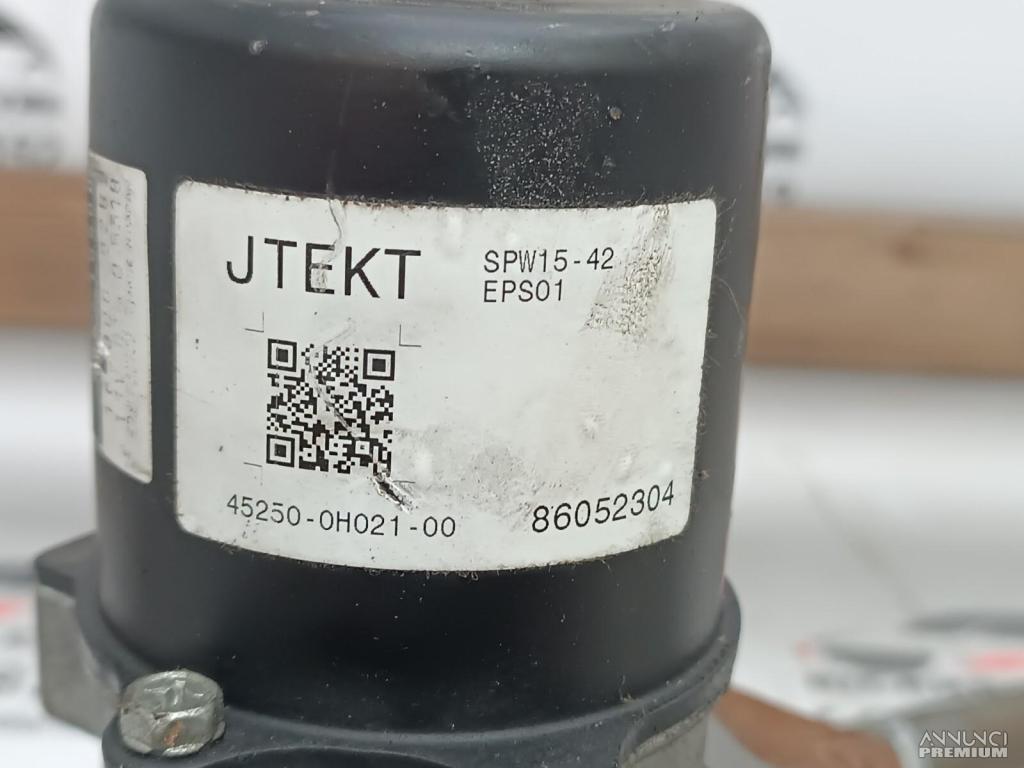 JTEKT
SPW15-42
EPS01
45250-0H021-00
86052304
ANNUNCI
PREMIUM